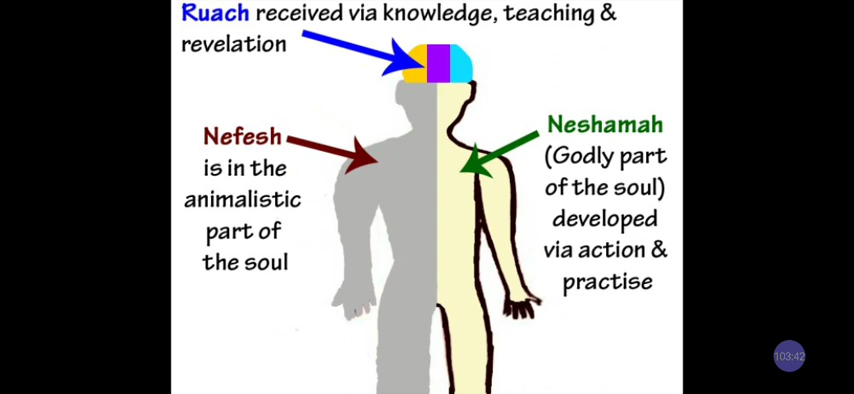 Ruach received via knowledge, teaching &
revelation
Nefesh
is in the
animalistic
part of
the soul
Neshamah
(Godly part
of the soul)
developed
via action &
practise
103:42